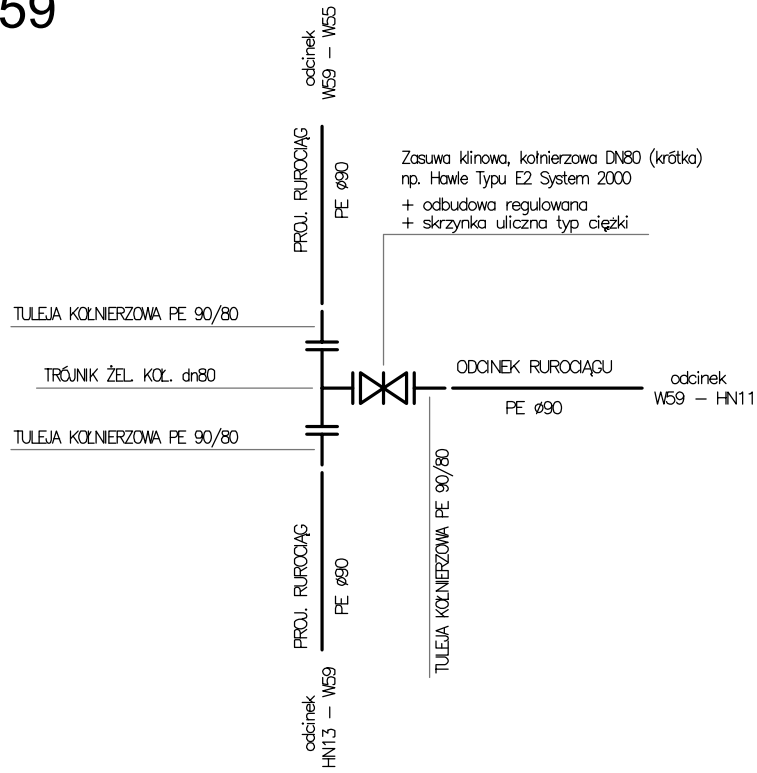 59
odcinek
W59 – W55
PROJ. RUROCIĄG
PE ø90
Zasuwa klinowa, kołnierzowa DN80 (krótka)
np. Hawle Typu E2 System 2000
+ odbudowa regulowana
+ skrzynka uliczna typ ciężki
TULEJA KOŁNIERZOWA PE 90/80
TRÓJNIK ŻEL. KOŁ. dn80
ODCINEK RUROCIĄGU
PE ø90
odcinek
W59 – HN11
TULEJA KOŁNIERZOWA PE 90/80
TULEJA KOŁNIERZOWA PE 90/80
PROJ. RUROCIĄG
PE ø90
odcinek
HN13 – W59